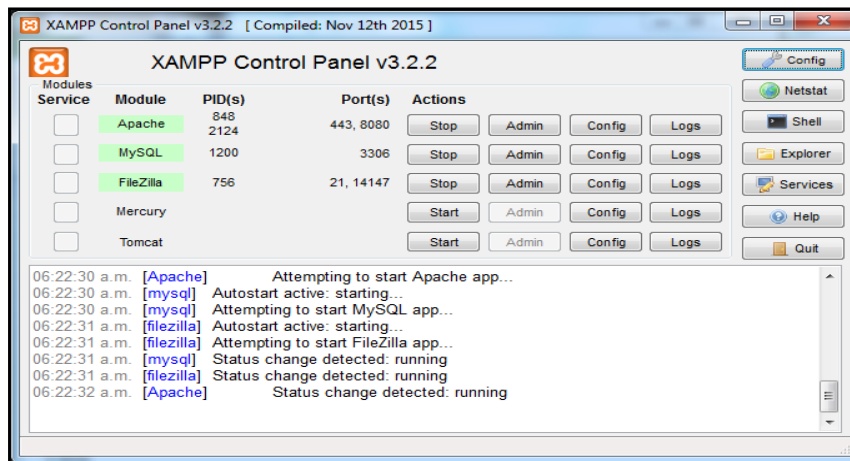 XAMPP Control Panel v3.2.2 [ Compiled: Nov 12th 2015 ]
XAMPP Control Panel v3.2.2
Config
Modules
Service Module PID(s) Port(s) Actions
Netstat
Apache 848 2124 443, 8080 Stop Admin Config Logs
Shell
MySQL 1200 3306 Stop Admin Config Logs
Explorer
FileZilla 756 21, 14147 Stop Admin Config Logs
Services
Mercury Start Admin Config Logs
Help
Tomcat Start Admin Config Logs
Quit
06:22:30 a.m. [Apache] Attempting to start Apache app...
06:22:30 a.m. [mysql] Autostart active: starting...
06:22:30 a.m. [mysql] Attempting to start MySQL app...
06:22:31 a.m. [filezilla] Autostart active: starting...
06:22:31 a.m. [filezilla] Attempting to start FileZilla app...
06:22:31 a.m. [mysql] Status change detected: running
06:22:31 a.m. [filezilla] Status change detected: running
06:22:32 a.m. [Apache] Status change detected: running